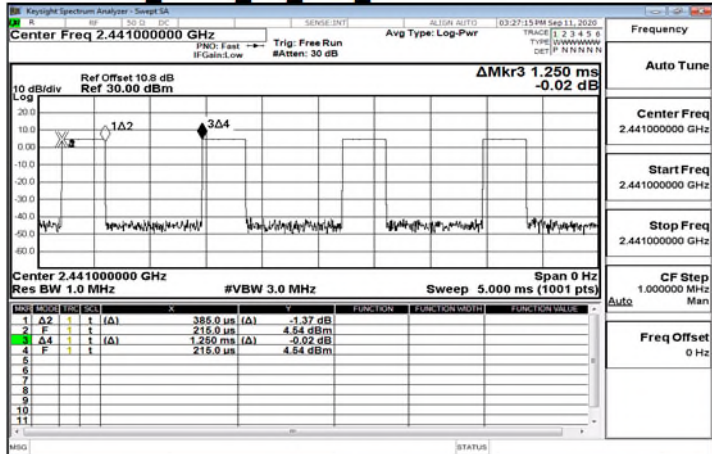 Keysight Spectrum Analyzer - Swept SA
R RF 50 Ω DC SENSE:INT ALIGN AUTO 03:27:15 PM Sep 11, 2020
Center Freq 2.441000000 GHz
PNO: Fast
IFGain:Low
Trig: Free Run
#Atten: 30 dB
Avg Type: Log-Pwr
TRACE 1 2 3 4 5 6
TYPE WWWWWW
DET P NNNNN
Ref Offset 10.8 dB
Ref 30.00 dBm
10 dB/div
Log
ΔMkr3 1.250 ms
-0.02 dB
20.0
10.0
0.00
-10.0
-20.0
-30.0
-40.0
-50.0
-60.0
1Δ2
3Δ4
Center 2.441000000 GHz Span 0 Hz
Res BW 1.0 MHz #VBW 3.0 MHz Sweep 5.000 ms (1001 pts)
MKR MODE TRC SCL X Y FUNCTION FUNCTION WIDTH FUNCTION VALUE
1 Δ2 1 t (Δ) 385.0 µs (Δ) -1.37 dB
2 F 1 t 215.0 µs 4.54 dBm
3 Δ4 1 t (Δ) 1.250 ms (Δ) -0.02 dB
4 F 1 t 215.0 µs 4.54 dBm
5
6
7
8
9
10
11
MSG STATUS
Frequency
Auto Tune
Center Freq
2.441000000 GHz
Start Freq
2.441000000 GHz
Stop Freq
2.441000000 GHz
CF Step
1.000000 MHz
Auto Man
Freq Offset
0 Hz